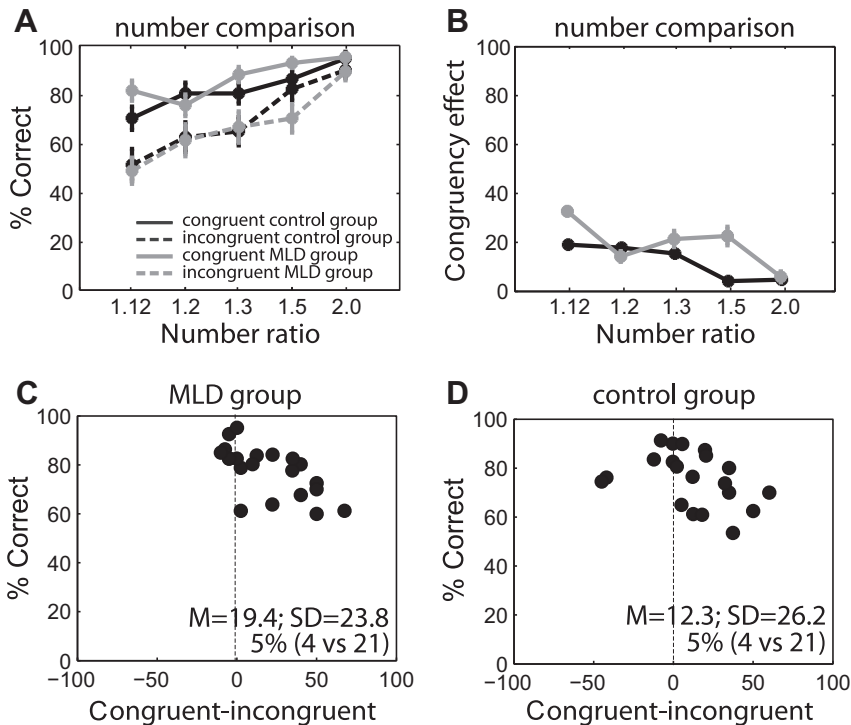 A
number comparison
% Correct
100
80
60
40
20
0
congruent control group
incongruent control group
congruent MLD group
incongruent MLD group
1.12 1.2 1.3 1.5 2.0
Number ratio
B
number comparison
Congruency effect
100
80
60
40
20
0
1.12 1.2 1.3 1.5 2.0
Number ratio
C
MLD group
% Correct
100
80
60
40
20
0
M=19.4; SD=23.8
5% (4 vs 21)
−100 −50 0 50 100
Congruent-incongruent
D
control group
% Correct
100
80
60
40
20
0
M=12.3; SD=26.2
5% (4 vs 21)
−100 −50 0 50 100
Congruent-incongruent